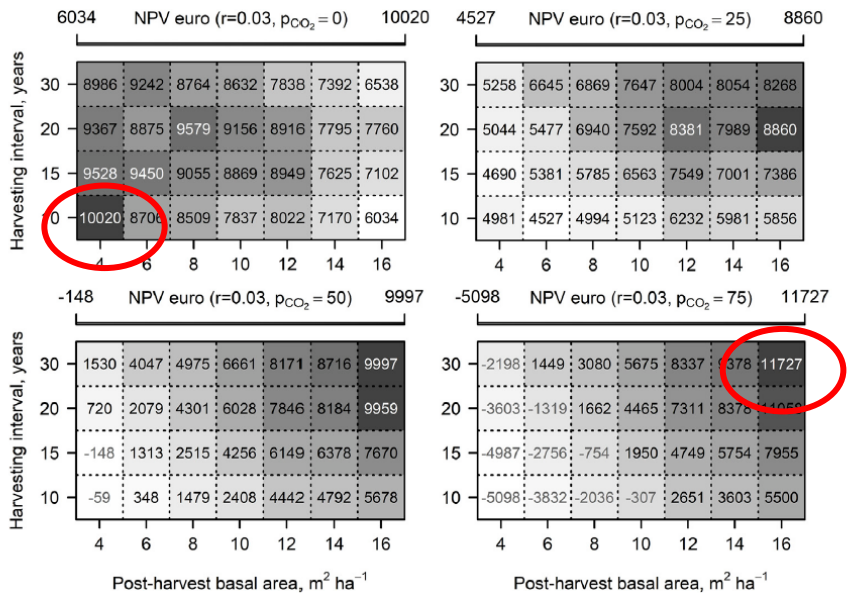 6034 NPV euro (r=0.03, pCO2 = 0) 10020
Harvesting interval, years
30 8986 9242 8764 8632 7838 7392 6538
20 9367 8875 9579 9156 8916 7795 7760
15 9528 9450 9055 8869 8949 7625 7102
10020 8706 8509 7837 8022 7170 6034
4 6 8 10 12 14 16
4527 NPV euro (r=0.03, pCO2 = 25) 8860
30 5258 6645 6869 7647 8004 8054 8268
20 5044 5477 6940 7592 8381 7989 8860
15 4690 5381 5785 6563 7549 7001 7386
10 4981 4527 4994 5123 6232 5981 5856
4 6 8 10 12 14 16
-148 NPV euro (r=0.03, pCO2 = 50) 9997
Harvesting interval, years
30 1530 4047 4975 6661 8171 8716 9997
20 720 2079 4301 6028 7846 8184 9959
15 -148 1313 2515 4256 6149 6378 7670
10 -59 348 1479 2408 4442 4792 5678
4 6 8 10 12 14 16
Post-harvest basal area, m² ha⁻¹
-5098 NPV euro (r=0.03, pCO2 = 75) 11727
30 -2198 1449 3080 5675 8337 9378 11727
20 -3603 -1319 1662 4465 7311 8378
15 -4987 -2756 -754 1950 4749 5754 7955
10 -5098 -3832 -2036 -307 2651 3603 5500
4 6 8 10 12 14 16
Post-harvest basal area, m² ha⁻¹